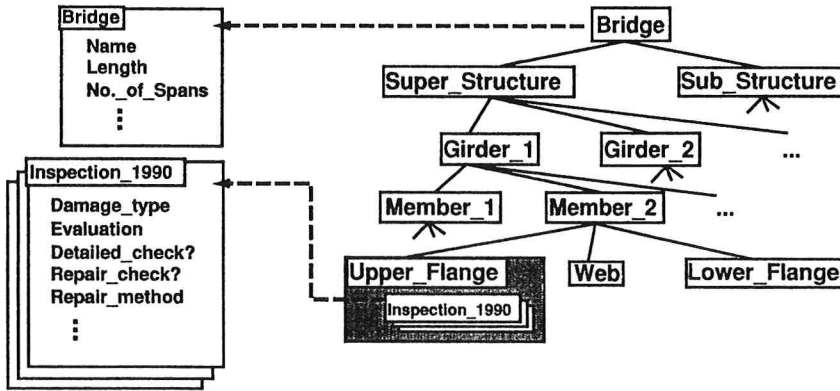 Bridge
Name
Length
No._of_Spans
Inspection_1990
Damage_type
Evaluation
Detailed_check?
Repair_check?
Repair_method
Bridge
Super_Structure
Sub_Structure
Girder_1
Girder_2
...
Member_1
Member_2
...
Upper_Flange
Web
Lower_Flange
Inspection_1990